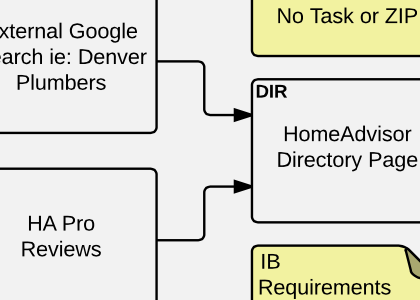 xternal Google
earch ie: Denver
Plumbers
No Task or ZIP
DIR
HomeAdvisor
Directory Page
HA Pro
Reviews
IB
Requirements